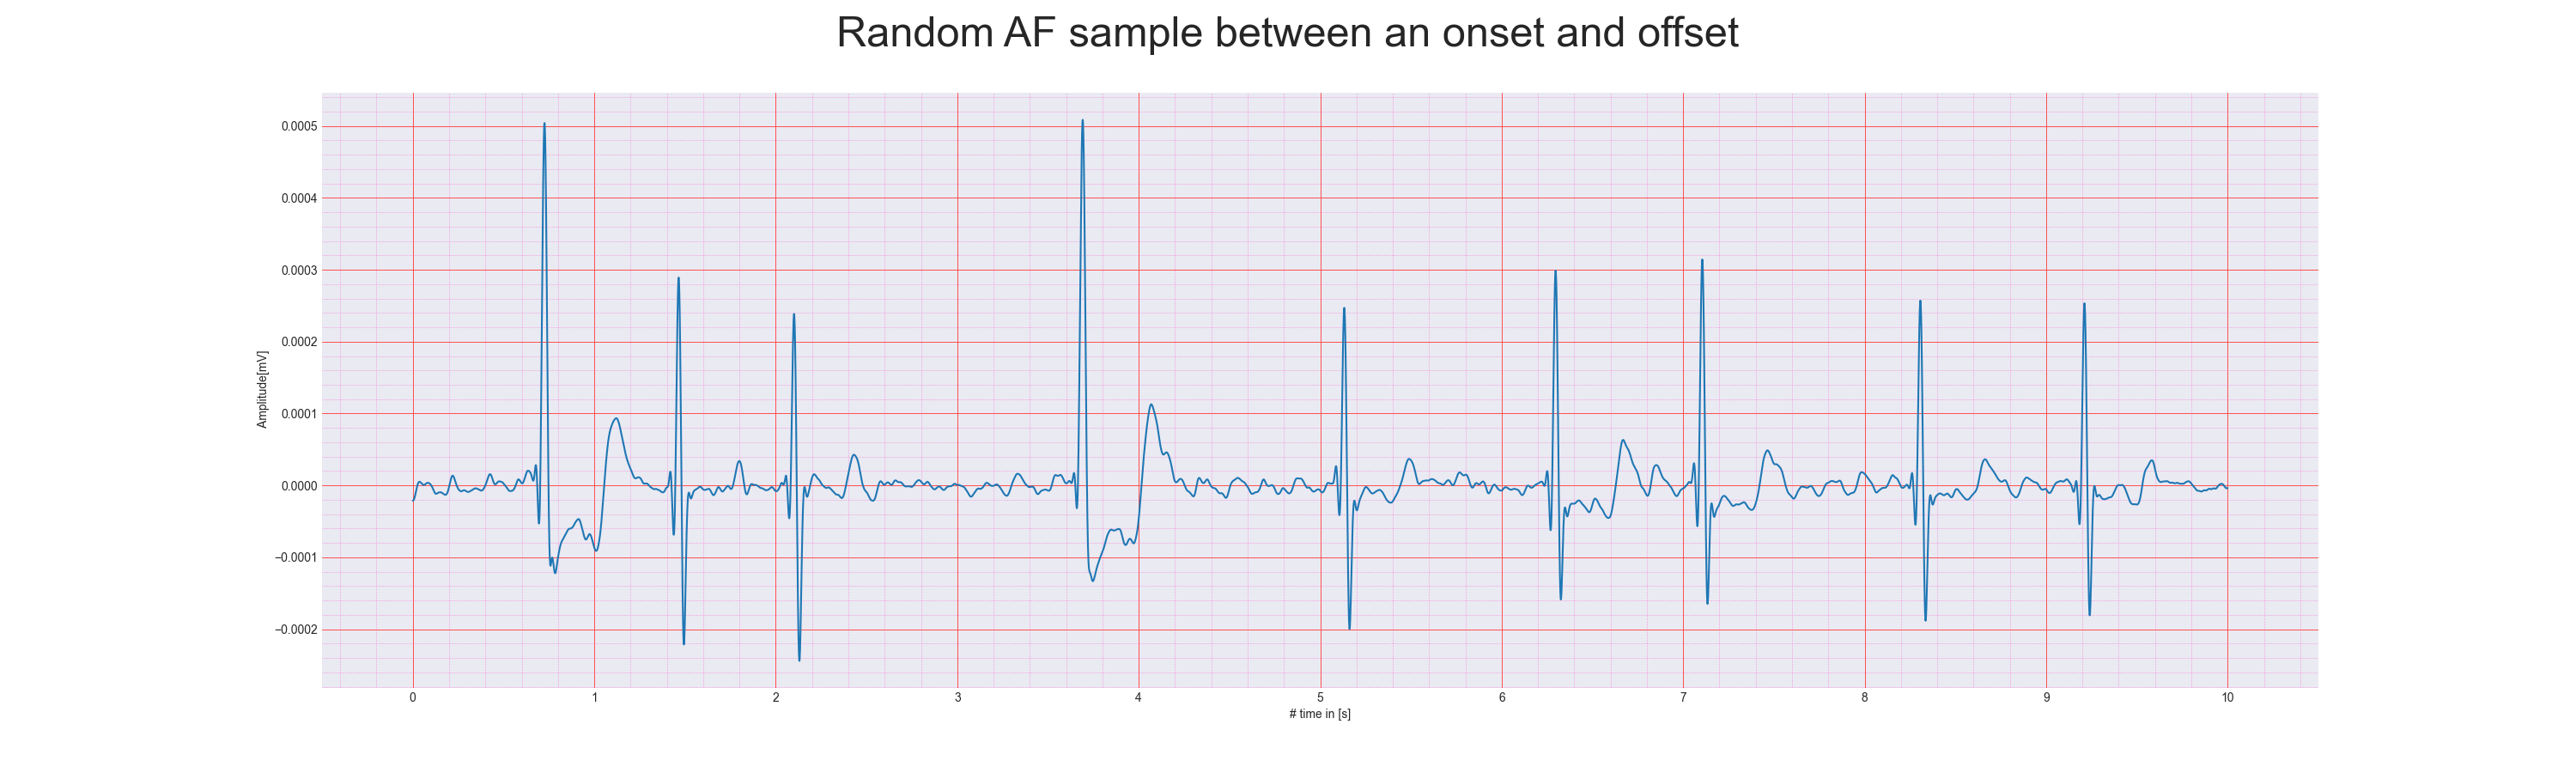 Random AF sample between an onset and offset
0.0005
0.0004
0.0003
0.0002
0.0001
0.0000
−0.0001
−0.0002
Amplitude[mV]
0 1 2 3 4 5 6 7 8 9 10
# time in [s]